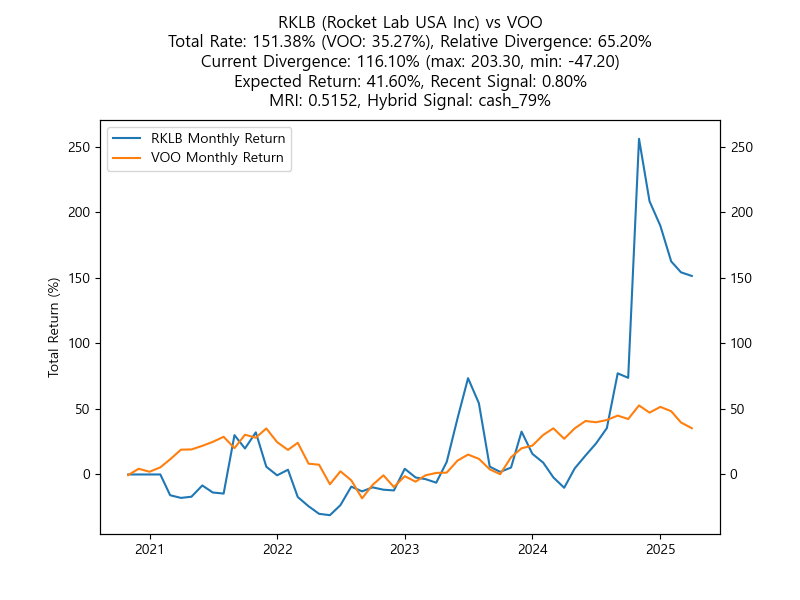 RKLB (Rocket Lab USA Inc) vs VOO
Total Rate: 151.38% (VOO: 35.27%), Relative Divergence: 65.20%
Current Divergence: 116.10% (max: 203.30, min: -47.20)
Expected Return: 41.60%, Recent Signal: 0.80%
MRI: 0.5152, Hybrid Signal: cash_79%
RKLB Monthly Return
VOO Monthly Return
Total Return (%)
250
200
150
100
50
0
250
200
150
100
50
0
2021
2022
2023
2024
2025